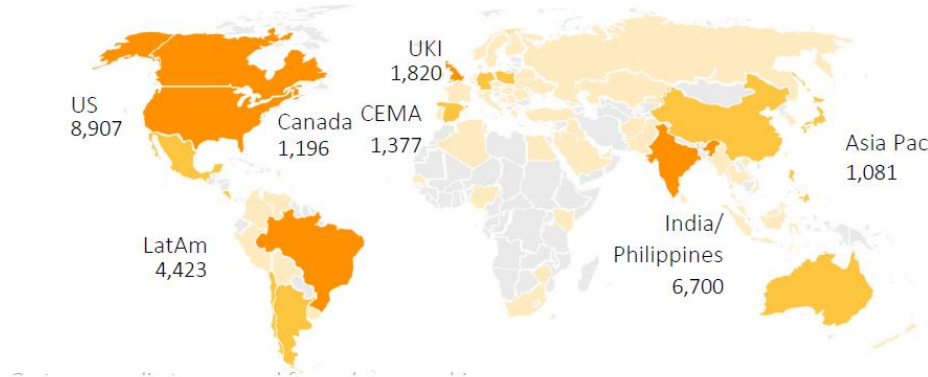 UKI
1,820
US
8,907
Canada
1,196
CEMA
1,377
Asia Pac
1,081
LatAm
4,423
India/
Philippines
6,700